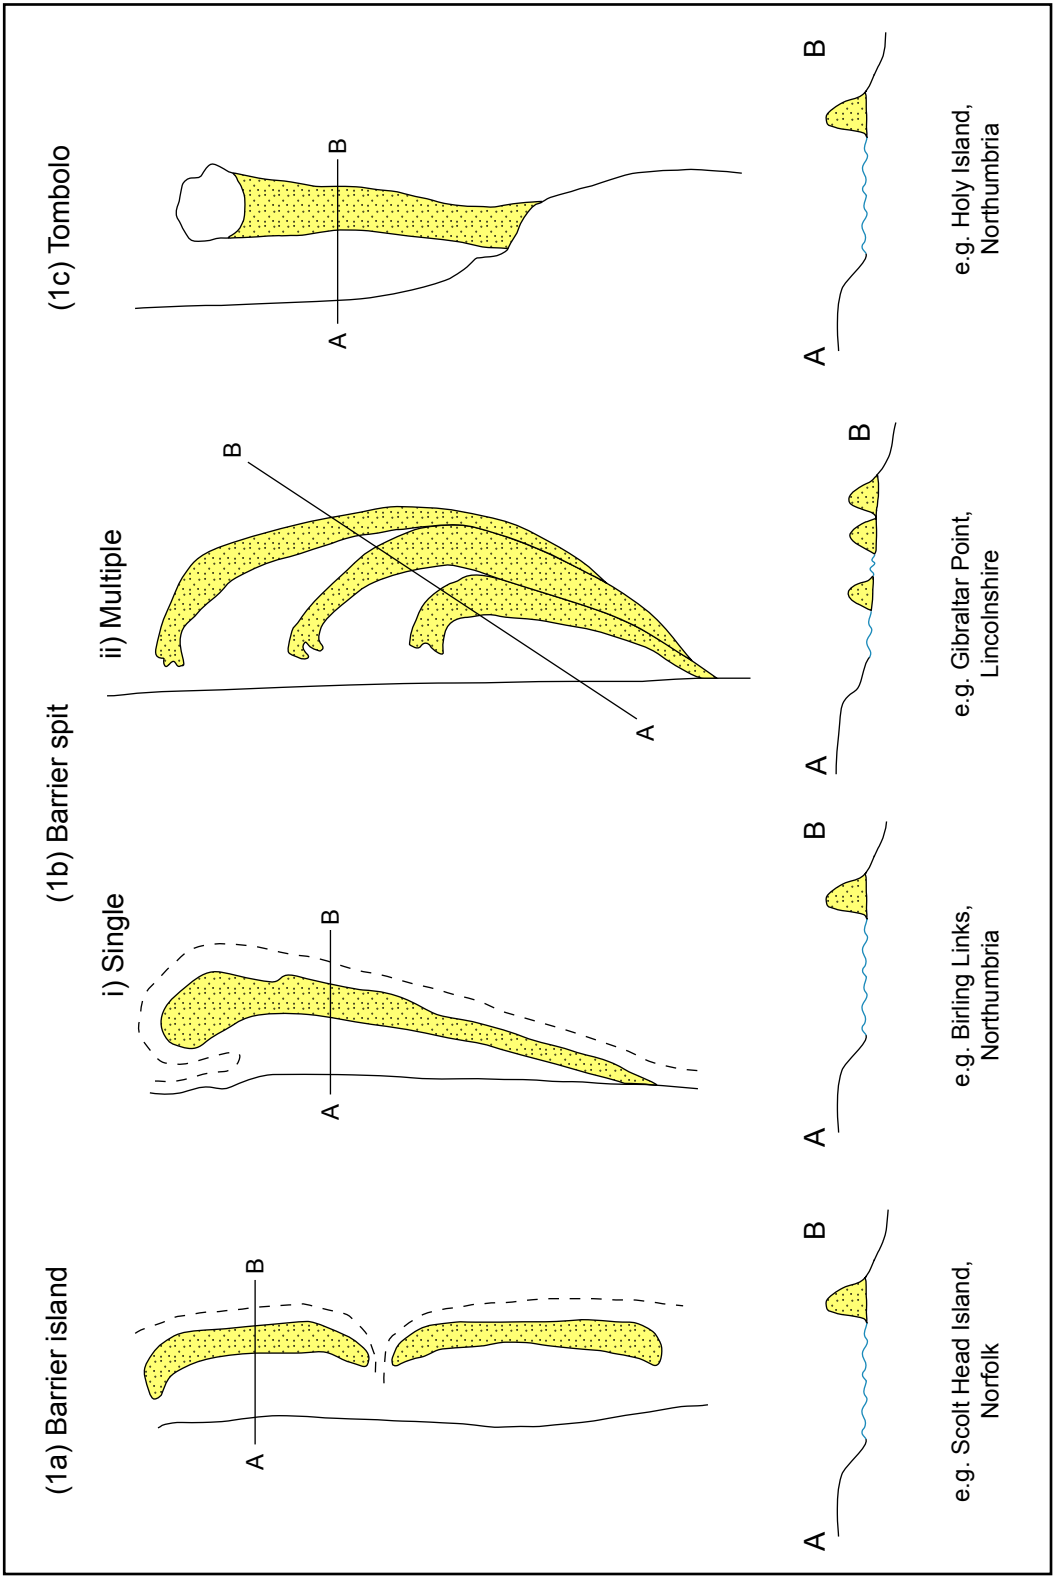 (1a) Barrier island
A
B
A
B
e.g. Scolt Head Island,
Norfolk
(1b) Barrier spit
i) Single
A
B
A
B
e.g. Birling Links,
Northumbria
ii) Multiple
A
B
A
B
e.g. Gibraltar Point,
Lincolnshire
(1c) Tombolo
A
B
A
B
e.g. Holy Island,
Northumbria